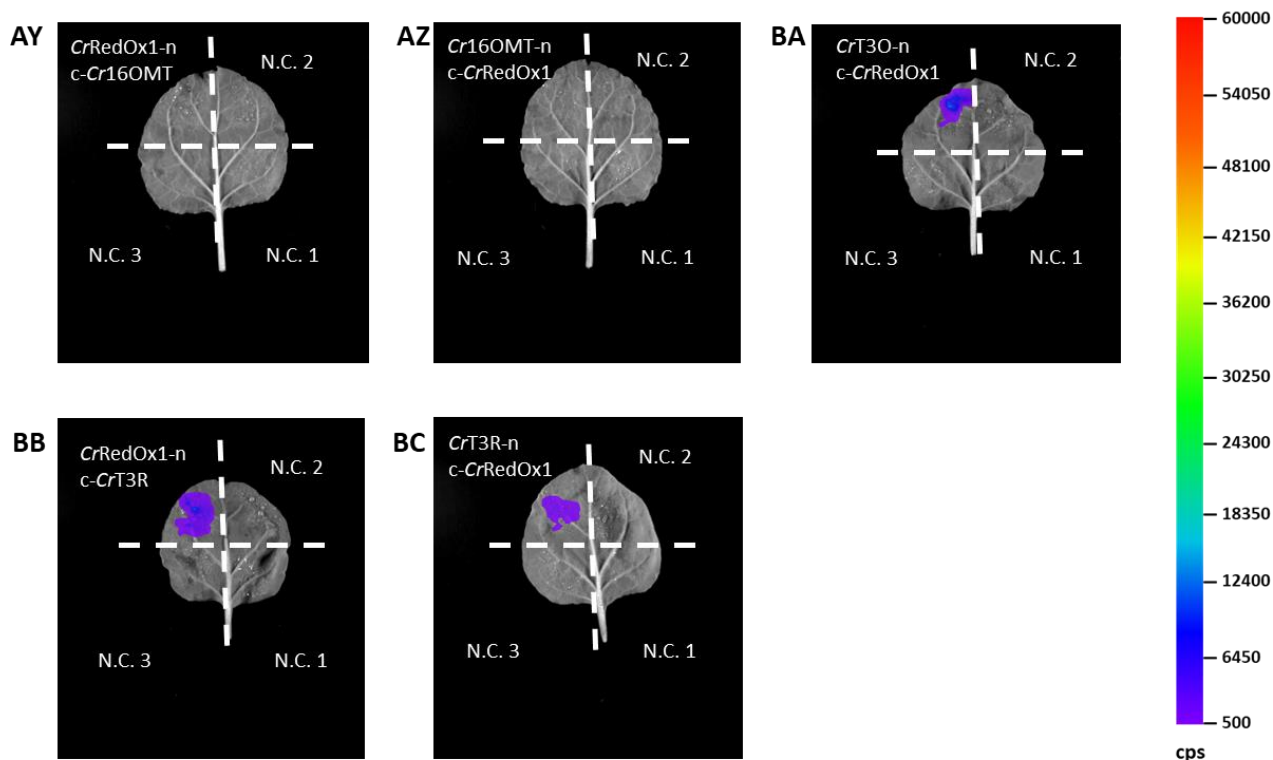 AY
CrRedOx1-n
c-Cr16OMT
N.C. 2
N.C. 3
N.C. 1
AZ
Cr16OMT-n
c-CrRedOx1
N.C. 2
N.C. 3
N.C. 1
BA
CrT3O-n
c-CrRedOx1
N.C. 2
N.C. 3
N.C. 1
BB
CrRedOx1-n
c-CrT3R
N.C. 2
N.C. 3
N.C. 1
BC
CrT3R-n
c-CrRedOx1
N.C. 2
N.C. 3
N.C. 1
60000
54050
48100
42150
36200
30250
24300
18350
12400
6450
500
cps